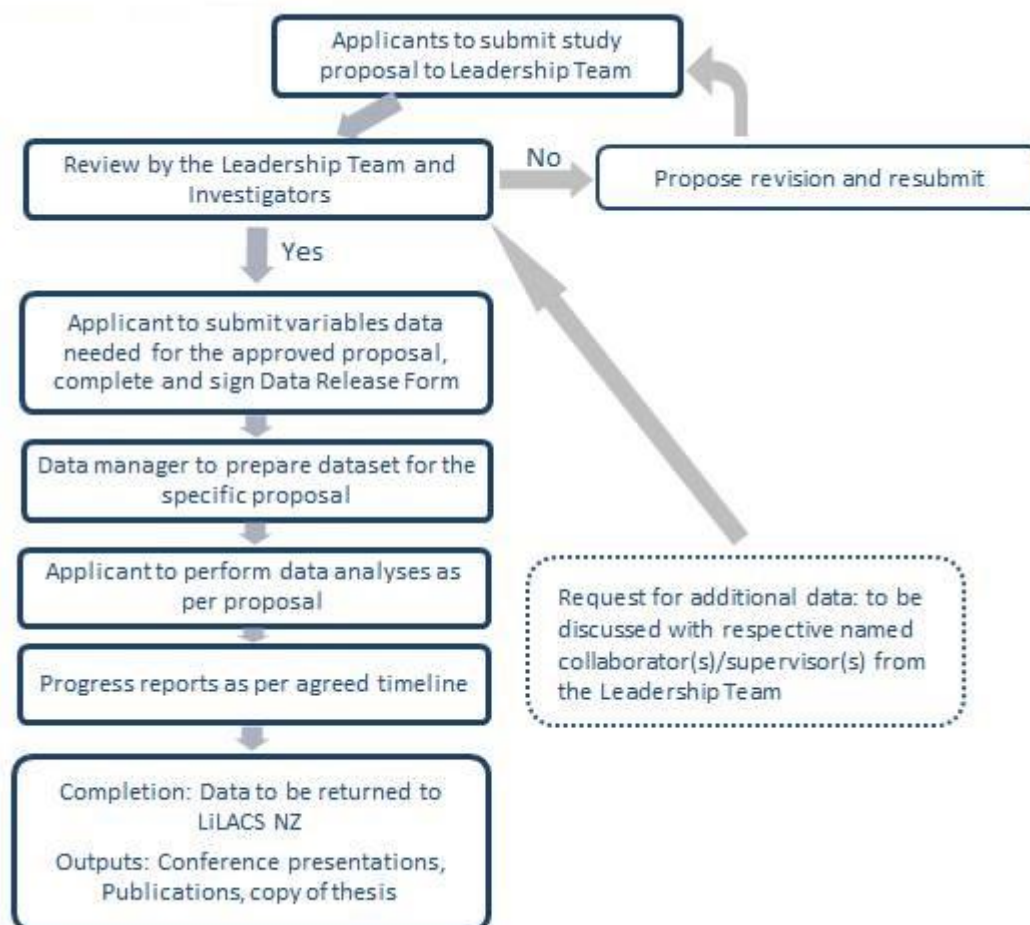 Applicants to submit study
proposal to Leadership Team
Review by the Leadership Team and
Investigators
No
Propose revision and resubmit
Yes
Applicant to submit variables data
needed for the approved proposal,
complete and sign Data Release Form
Data manager to prepare dataset for the
specific proposal
Applicant to perform data analyses as
per proposal
Request for additional data: to be
discussed with respective named
collaborator(s)/supervisor(s) from
the Leadership Team
Progress reports as per agreed timeline
Completion: Data to be returned to
LiLACS NZ
Outputs: Conference presentations,
Publications, copy of thesis